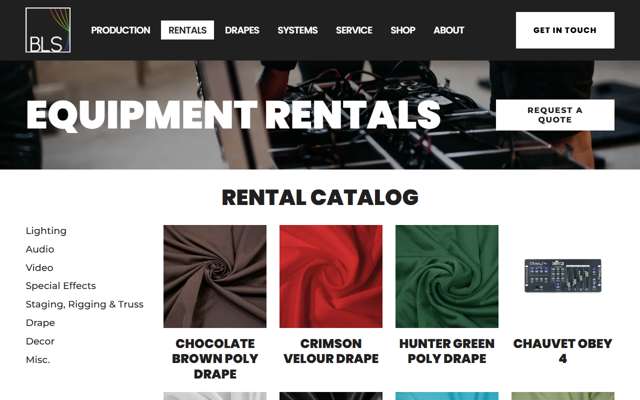 BLS
PRODUCTION
RENTALS
DRAPES
SYSTEMS
SERVICE
SHOP
ABOUT
GET IN TOUCH
EQUIPMENT RENTALS
REQUEST A
QUOTE
RENTAL CATALOG
Lighting
Audio
Video
Special Effects
Staging, Rigging & Truss
Drape
Decor
Misc.
CHOCOLATE
BROWN POLY
DRAPE
CRIMSON
VELOUR DRAPE
HUNTER GREEN
POLY DRAPE
CHAUVET OBEY
4